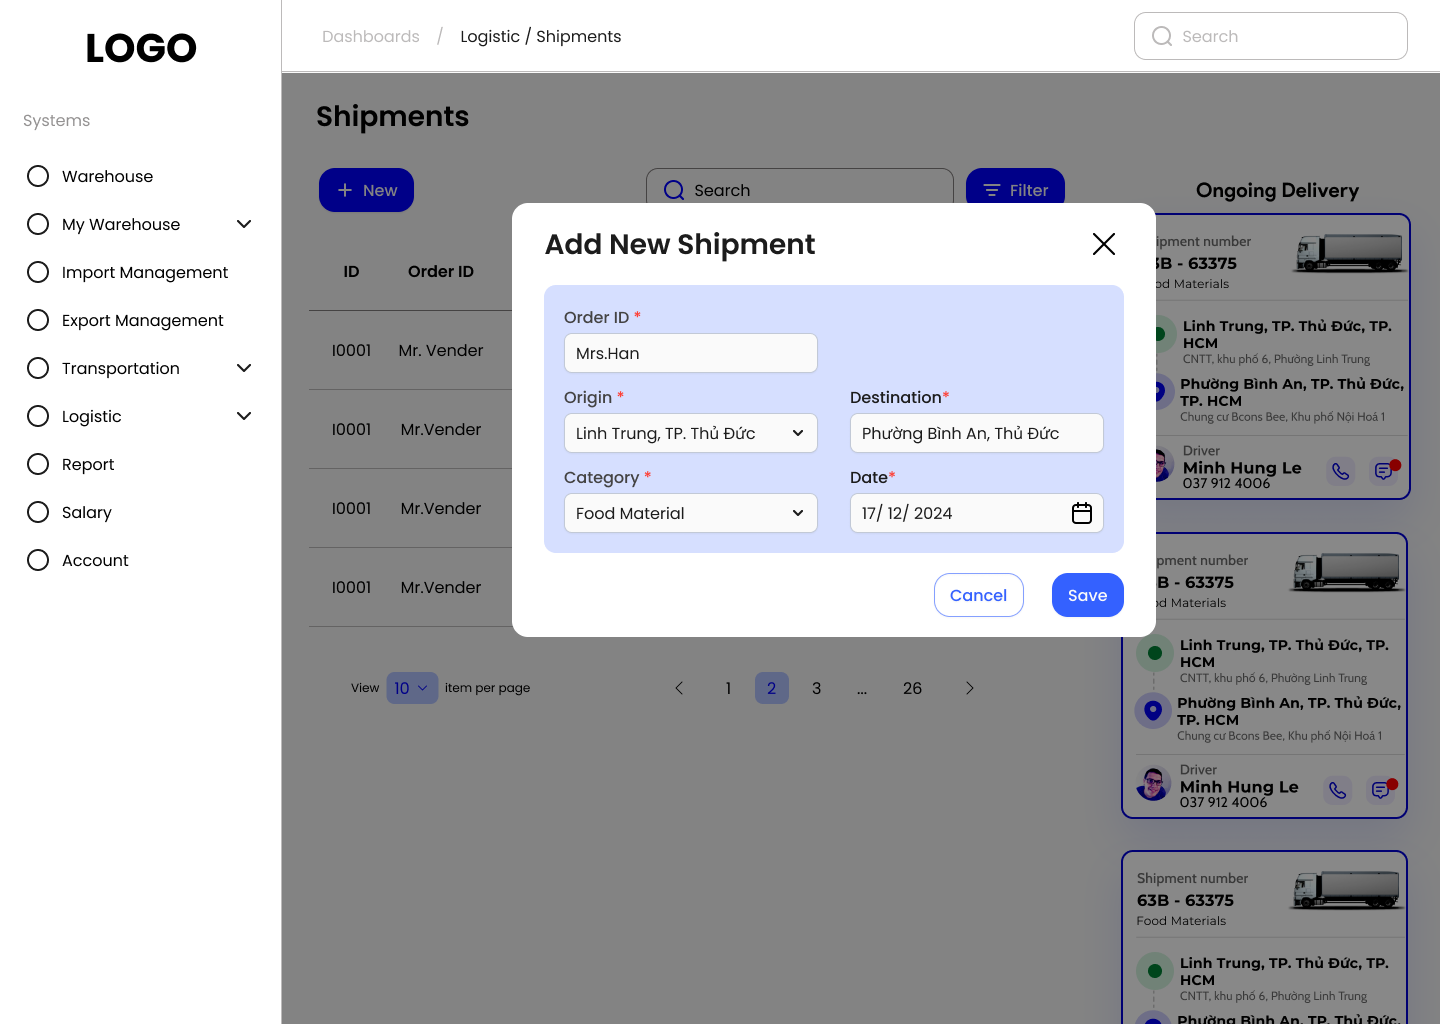 LOGO
Dashboards / Logistic / Shipments
Search
Systems
Warehouse
My Warehouse
Import Management
Export Management
Transportation
Logistic
Report
Salary
Account
Shipments
+ New
Search
Filter
ID Order ID
I0001 Mr. Vender
I0001 Mr.Vender
I0001 Mr.Vender
I0001 Mr.Vender
View 10 item per page
1 2 3 ... 26
Add New Shipment
Order ID *
Mrs.Han
Origin *
Linh Trung, TP. Thủ Đức
Destination*
Phường Bình An, Thủ Đức
Category *
Food Material
Date*
17/ 12/ 2024
Cancel
Save
Ongoing Delivery
ipment number
3B - 63375
od Materials
Linh Trung, TP. Thủ Đức, TP.
HCM
CNTT, khu phố 6, Phường Linh Trung
Phường Bình An, TP. Thủ Đức,
TP. HCM
Chung cư Bcons Bee, Khu phố Nội Hoá 1
Driver
Minh Hung Le
037 912 4006
pment number
B - 63375
od Materials
Linh Trung, TP. Thủ Đức, TP.
HCM
CNTT, khu phố 6, Phường Linh Trung
Phường Bình An, TP. Thủ Đức,
TP. HCM
Chung cư Bcons Bee, Khu phố Nội Hoá 1
Driver
Minh Hung Le
037 912 4006
Shipment number
63B - 63375
Food Materials
Linh Trung, TP. Thủ Đức, TP.
HCM
CNTT, khu phố 6, Phường Linh Trung
Phường Bình An, TP. Thủ Đức,